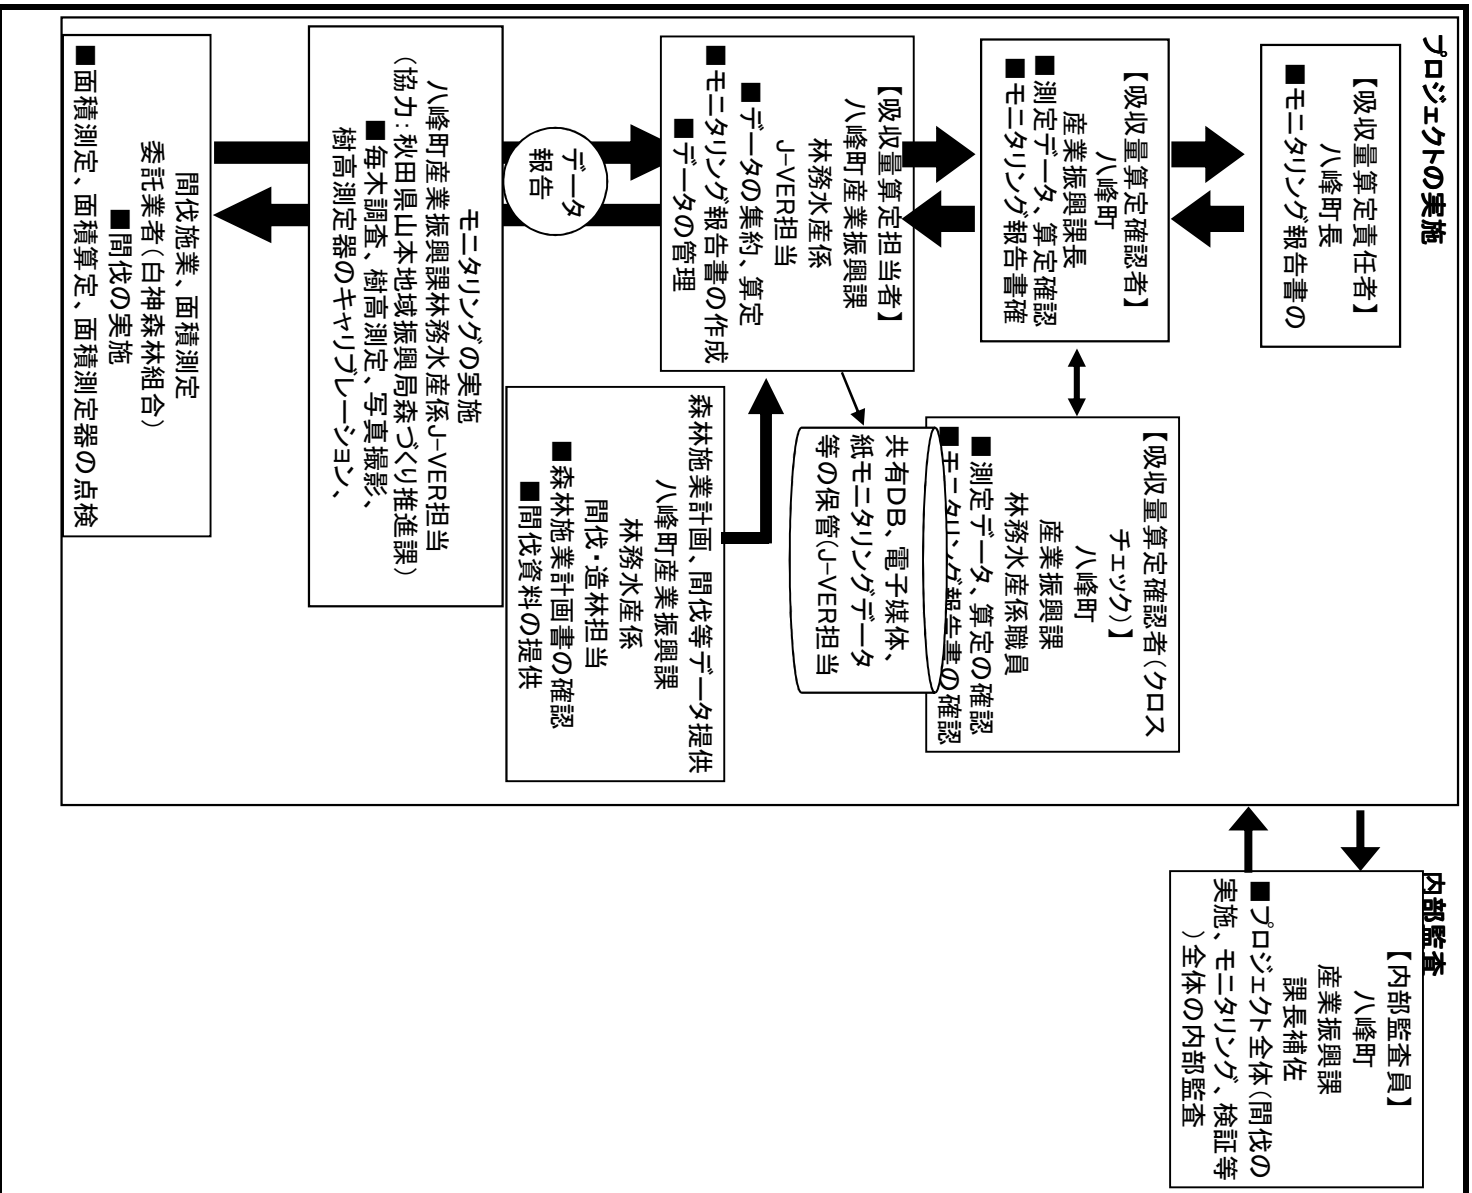 プロジェクトの実施
【吸収量算定責任者】
八峰町長
■モニタリング報告書の
【吸収量算定確認者】
八峰町
産業振興課長
■測定データ、算定確認
■モニタリング報告書確
【吸収量算定確認者(クロス
チェック)】
八峰町
産業振興課
林務水産係職員
■測定データ、算定の確認
■モニタリング報告書の確認
【吸収量算定担当者】
八峰町産業振興課
林務水産係
J-VER担当
■データの集約、算定
■モニタリング報告書の作成
■データの管理
共有DB、電子媒体、
紙モニタリングデータ
等の保管(J-VER担当
森林施業計画、間伐等データ提供
八峰町産業振興課
林務水産係
間伐・造林担当
■森林施業計画書の確認
■間伐資料の提供
データ
報告
モニタリングの実施
八峰町産業振興課林務水産係J-VER担当
(協力:秋田県山本地域振興局森づくり推進課)
■毎木調査、樹高測定、写真撮影、
樹高測定器のキャリブレーション、
間伐施業、面積測定
委託業者(白神森林組合)
■間伐の実施
■面積測定、面積算定、面積測定器の点検
内部監査
【内部監査員】
八峰町
産業振興課
課長補佐
■プロジェクト全体(間伐の
実施、モニタリング、検証等
)全体の内部監査